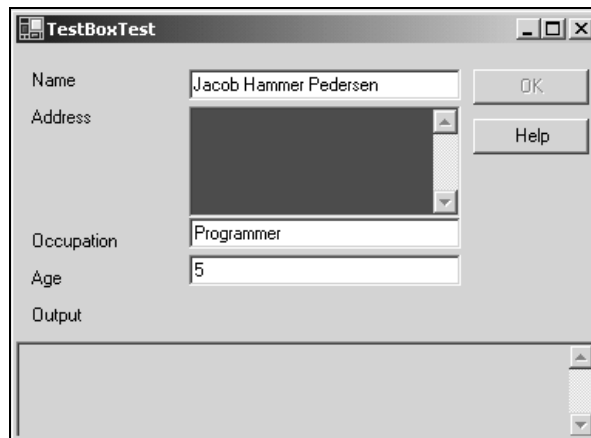 TestBoxTest
Name
Jacob Hammer Pedersen
OK
Address
Help
Occupation
Programmer
Age
5
Output